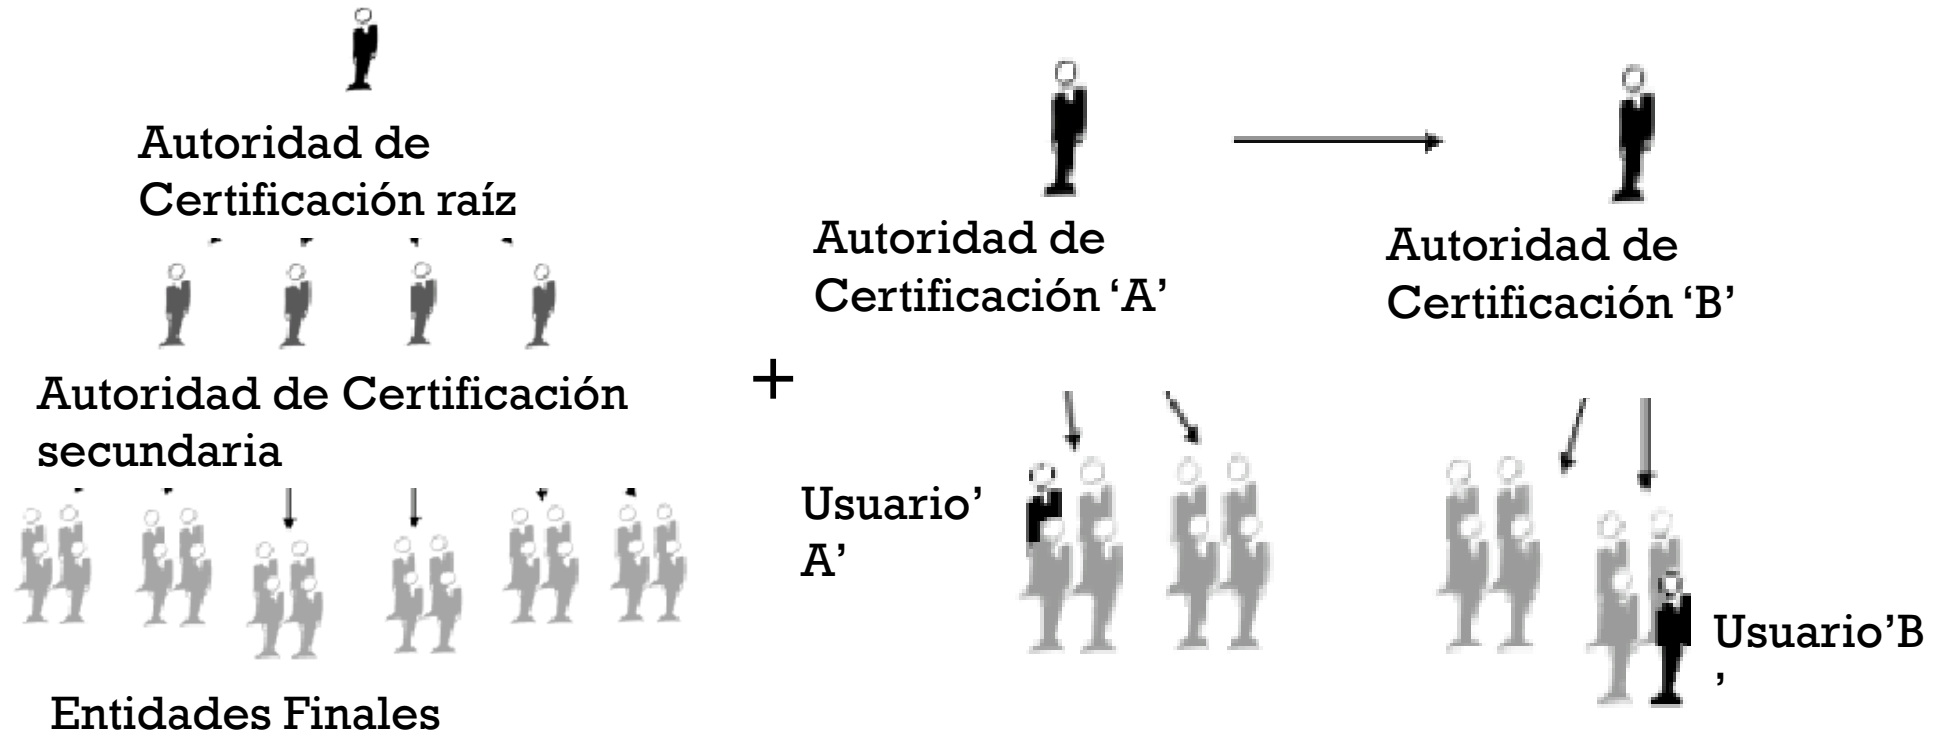 Autoridad de
Certificación raíz
Autoridad de Certificación
secundaria
Entidades Finales
+
Autoridad de
Certificación ‘A’
Autoridad de
Certificación ‘B’
Usuario’
A’
Usuario’B
’